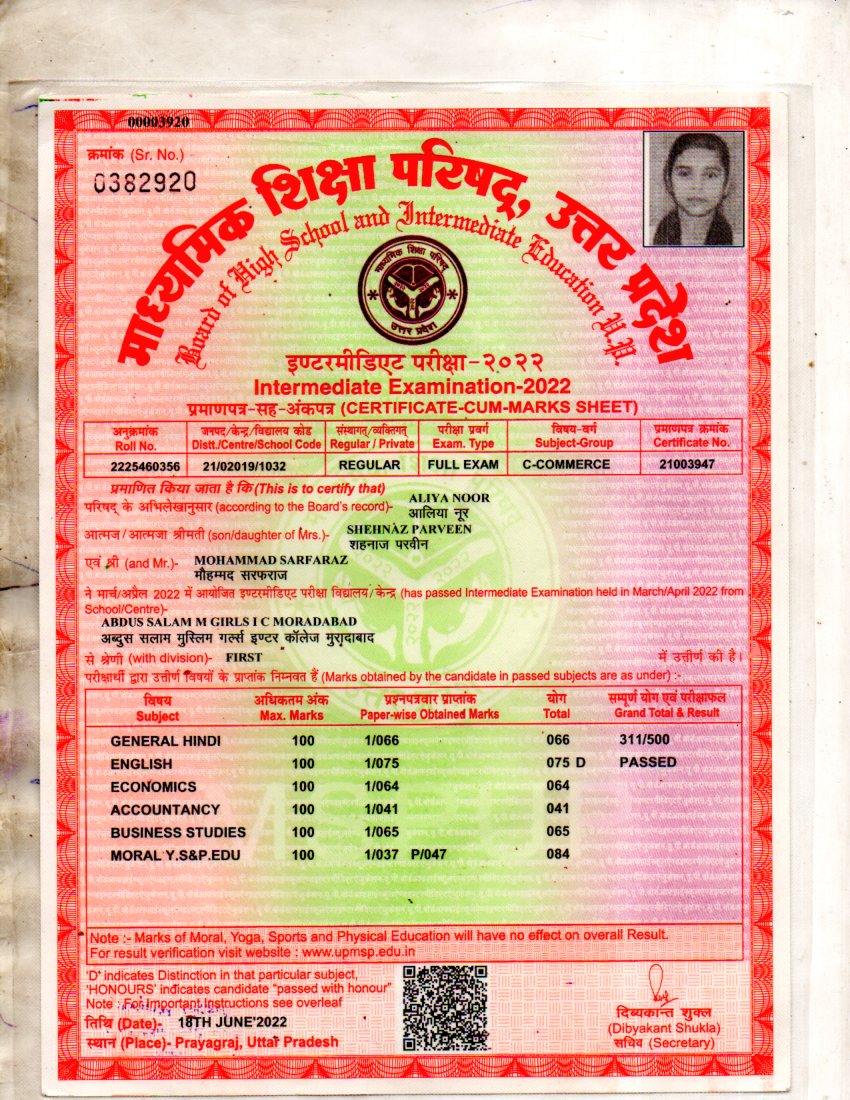 00003920
क्रमांक (Sr. No.)
0382920
माध्यमिक शिक्षा परिषद्, उत्तर प्रदेश
Board of High School and Intermediate Education U.P.
माध्यमिक शिक्षा परिषद्
उत्तर प्रदेश
इण्टरमीडिएट परीक्षा-२०२२
Intermediate Examination-2022
प्रमाणपत्र-सह-अंकपत्र (CERTIFICATE-CUM-MARKS SHEET)
अनुक्रमांक जनपद/केन्द्र/विद्यालय कोड संस्थागत/व्यक्तिगत परीक्षा प्रवर्ग विषय-वर्ग प्रमाणपत्र क्रमांक
Roll No. Distt./Centre/School Code Regular / Private Exam. Type Subject-Group Certificate No.
2225460356 21/02019/1032 REGULAR FULL EXAM C-COMMERCE 21003947
प्रमाणित किया जाता है कि (This is to certify that)
परिषद् के अभिलेखानुसार (according to the Board's record)- ALIYA NOOR
आलिया नूर
आत्मज/आत्मजा श्रीमती (son/daughter of Mrs.)- SHEHNAZ PARVEEN
शहनाज परवीन
एवं श्री (and Mr.)- MOHAMMAD SARFARAZ
मौहम्मद सरफराज
ने मार्च/अप्रैल 2022 में आयोजित इण्टरमीडिएट परीक्षा विद्यालय/केन्द्र (has passed Intermediate Examination held in March/April 2022 from
School/Centre)-
ABDUS SALAM M GIRLS I C MORADABAD
अब्दुस सलाम मुस्लिम गर्ल्स इण्टर कॉलेज मुरादाबाद
से श्रेणी (with division)- FIRST में उत्तीर्ण की है।
परीक्षार्थी द्वारा उत्तीर्ण विषयों के प्राप्तांक निम्नवत हैं (Marks obtained by the candidate in passed subjects are as under) :-
विषय अधिकतम अंक प्रश्नपत्रवार प्राप्तांक योग सम्पूर्ण योग एवं परीक्षाफल
Subject Max. Marks Paper-wise Obtained Marks Total Grand Total & Result
GENERAL HINDI 100 1/066 066 311/500
ENGLISH 100 1/075 075 D PASSED
ECONOMICS 100 1/064 064
ACCOUNTANCY 100 1/041 041
BUSINESS STUDIES 100 1/065 065
MORAL Y.S&P.EDU 100 1/037 P/047 084
Note :- Marks of Moral, Yoga, Sports and Physical Education will have no effect on overall Result.
For result verification visit website : www.upmsp.edu.in
'D' indicates Distinction in that particular subject,
'HONOURS' indicates candidate "passed with honour"
Note : For Important Instructions see overleaf
तिथि (Date)- 18TH JUNE'2022
स्थान (Place)- Prayagraj, Uttar Pradesh
दिब्यकान्त शुक्ल
(Dibyakant Shukla)
सचिव (Secretary)